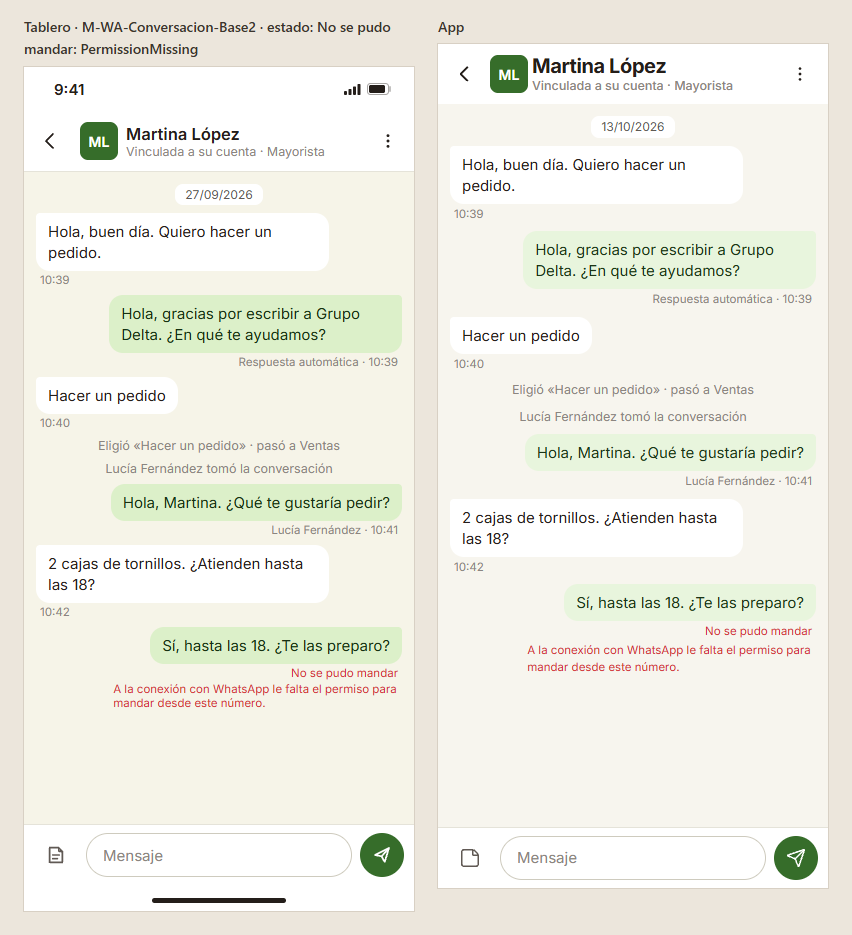 Tablero · M-WA-Conversacion-Base2 · estado: No se pudo
mandar: PermissionMissing
9:41
ML
Martina López
Vinculada a su cuenta · Mayorista
27/09/2026
Hola, buen día. Quiero hacer un
pedido.
10:39
Hola, gracias por escribir a Grupo
Delta. ¿En qué te ayudamos?
Respuesta automática · 10:39
Hacer un pedido
10:40
Eligió «Hacer un pedido» · pasó a Ventas
Lucía Fernández tomó la conversación
Hola, Martina. ¿Qué te gustaría pedir?
Lucía Fernández · 10:41
2 cajas de tornillos. ¿Atienden hasta
las 18?
10:42
Sí, hasta las 18. ¿Te las preparo?
No se pudo mandar
A la conexión con WhatsApp le falta el permiso para
mandar desde este número.
Mensaje
App
ML
Martina López
Vinculada a su cuenta · Mayorista
13/10/2026
Hola, buen día. Quiero hacer un
pedido.
10:39
Hola, gracias por escribir a Grupo
Delta. ¿En qué te ayudamos?
Respuesta automática · 10:39
Hacer un pedido
10:40
Eligió «Hacer un pedido» · pasó a Ventas
Lucía Fernández tomó la conversación
Hola, Martina. ¿Qué te gustaría pedir?
Lucía Fernández · 10:41
2 cajas de tornillos. ¿Atienden hasta
las 18?
10:42
Sí, hasta las 18. ¿Te las preparo?
No se pudo mandar
A la conexión con WhatsApp le falta el permiso para
mandar desde este número.
Mensaje